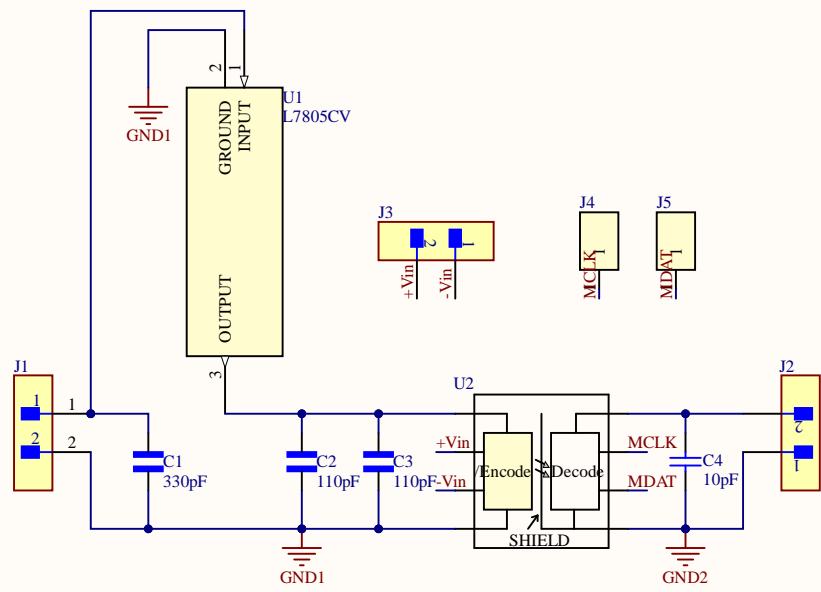 2
1
U1
L7805CV
GROUND
INPUT
GND1
OUTPUT
3
J3
2
1
+Vin
-Vin
J4
1
MCLK
J5
1
MDAT
J1
1
1
2
2
C1
330pF
C2
110pF
C3
110pF
GND1
U2
+Vin
-Vin
/Encode
Decode
SHIELD
MCLK
MDAT
C4
10pF
GND2
J2
2
1